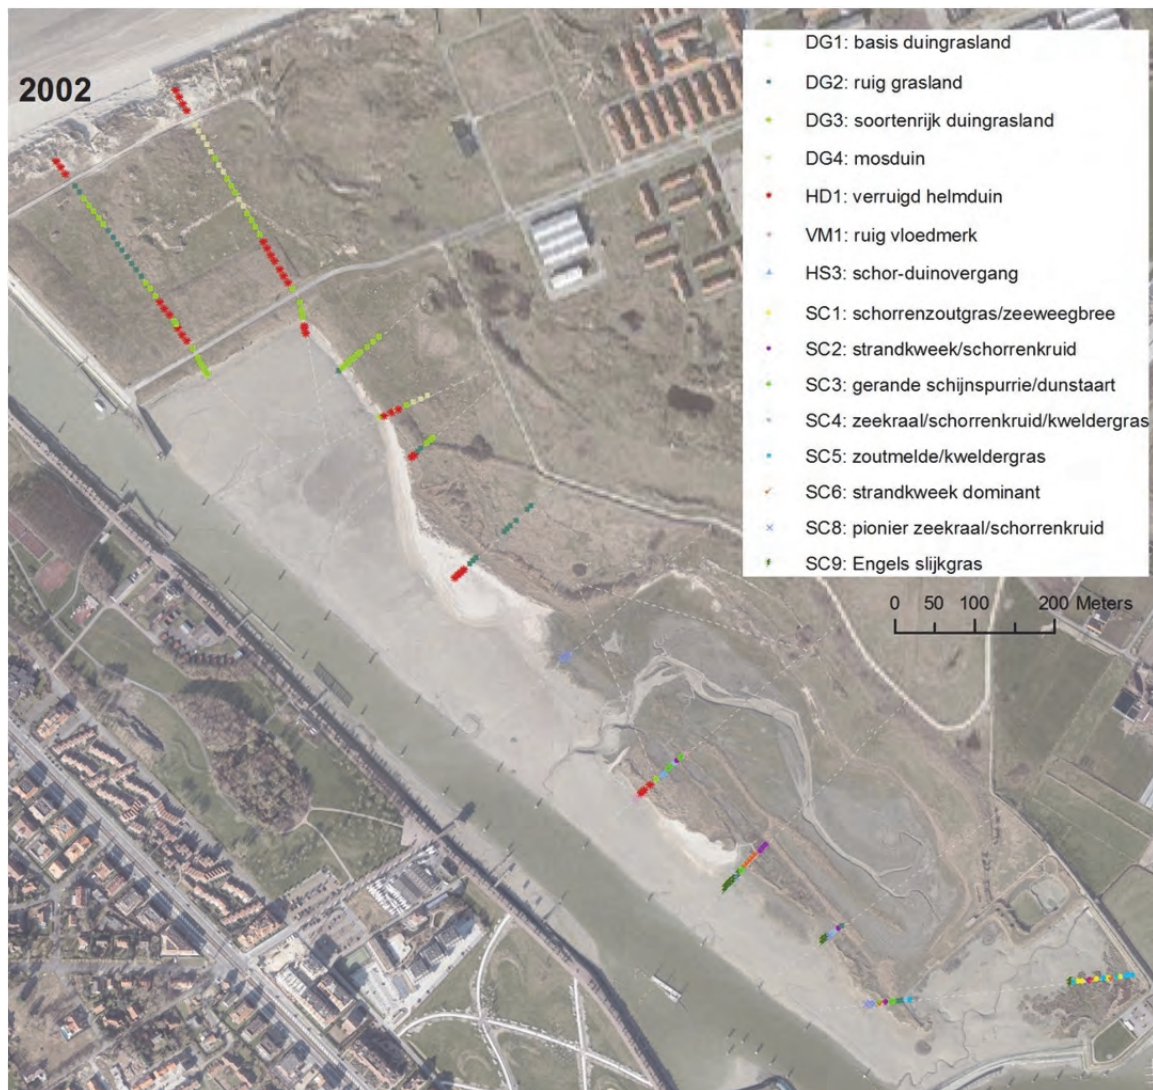 2002
DG1: basis duingrasland
DG2: ruig grasland
DG3: soortenrijk duingrasland
DG4: mosduin
HD1: verruigd helmduin
VM1: ruig vloedmerk
HS3: schor-duinovergang
SC1: schorrenzoutgras/zeeweegbree
SC2: strandkweek/schorrenkruid
SC3: gerande schijnspurrie/dunstaart
SC4: zeekraal/schorrenkruid/kweldergras
SC5: zoutmelde/kweldergras
SC6: strandkweek dominant
SC8: pionier zeekraal/schorrenkruid
SC9: Engels slijkgras
0 50 100 200 Meters